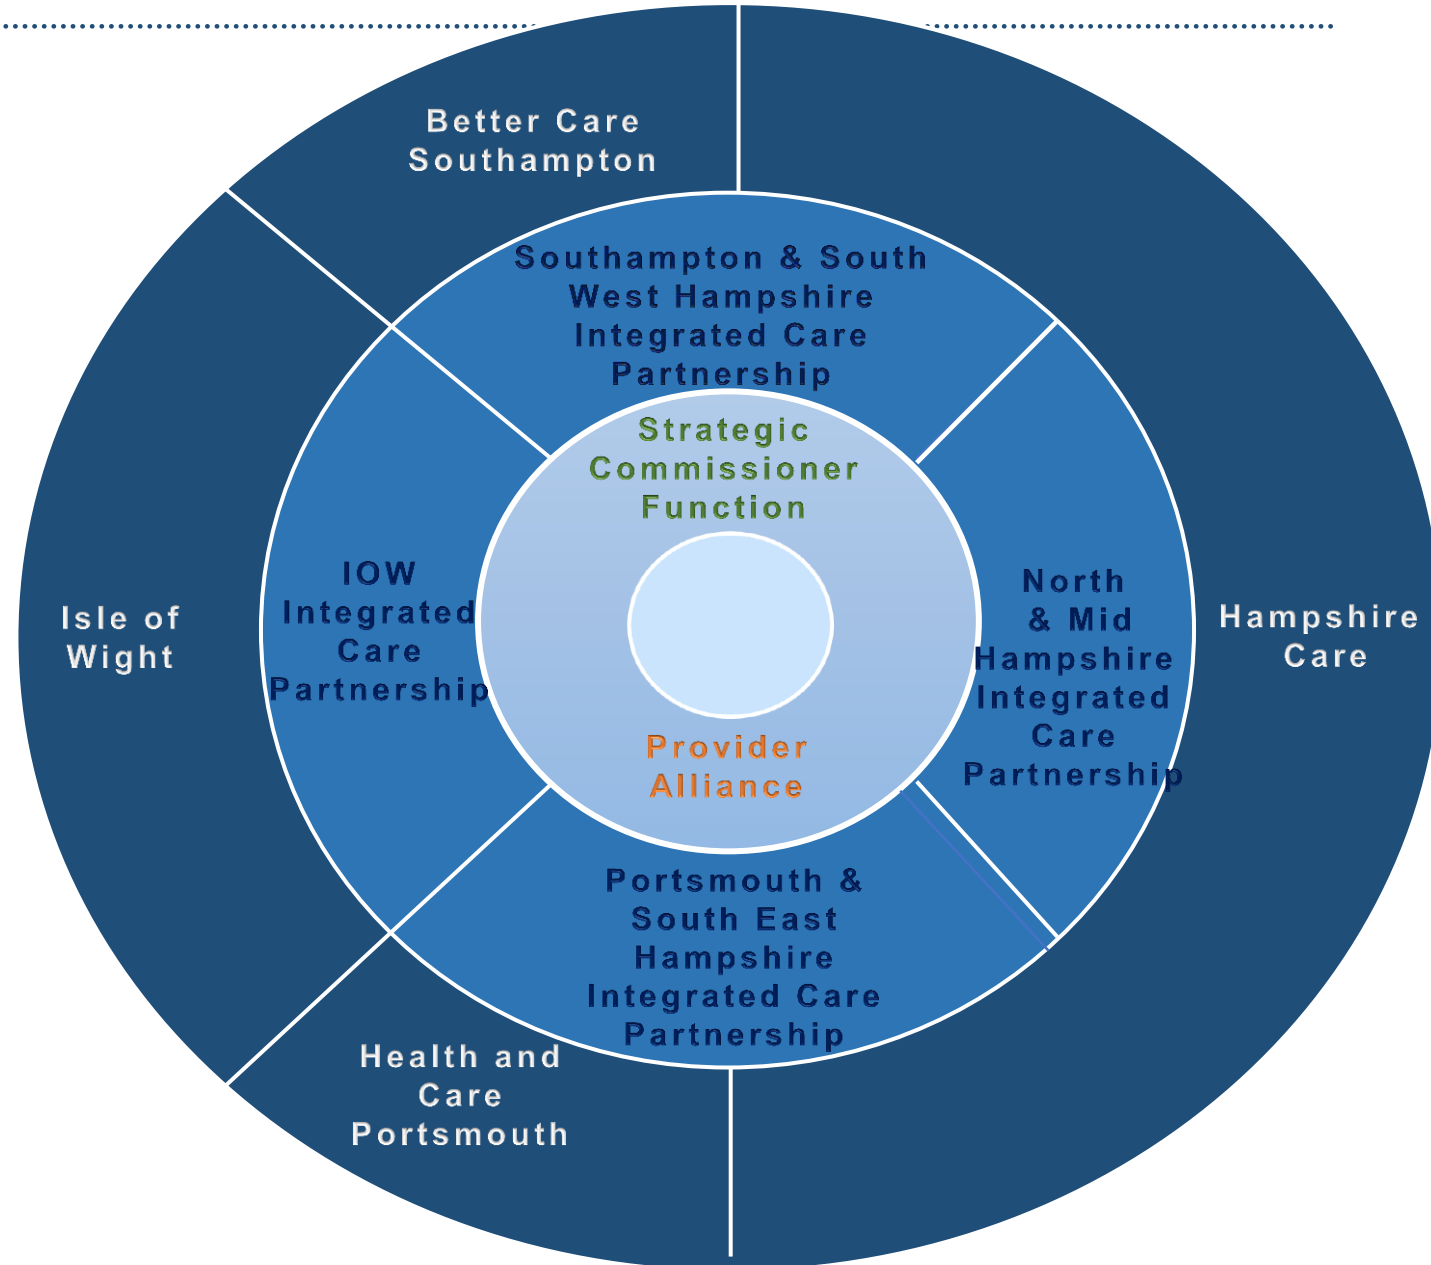 Better Care
Southampton
Southampton & South
West Hampshire
Integrated Care
Partnership
Strategic
Commissioner
Function
IOW
Integrated
Care
Partnership
Isle of
Wight
North
& Mid
Hampshire
Integrated
Care
Partnership
Hampshire
Care
Provider
Alliance
Portsmouth &
South East
Hampshire
Integrated Care
Partnership
Health and
Care
Portsmouth